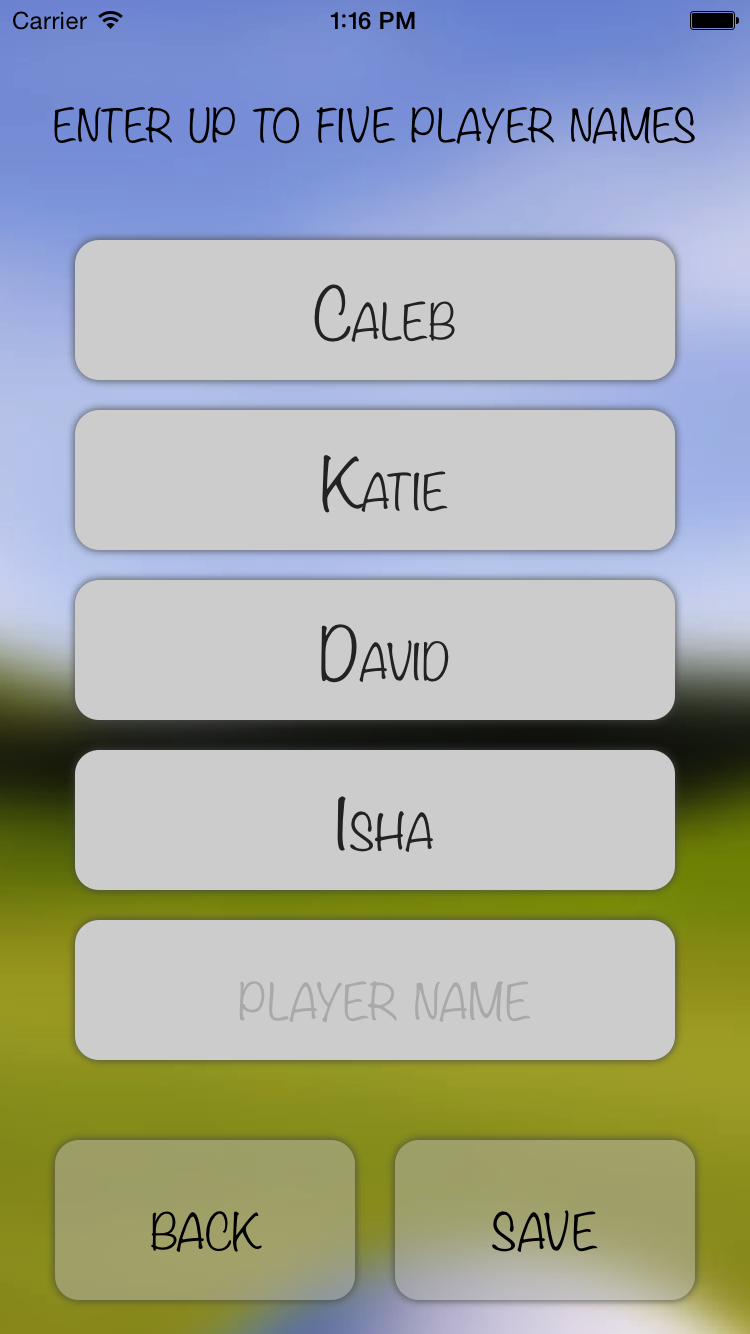 Carrier 1:16 PM
ENTER UP TO FIVE PLAYER NAMES
Caleb
Katie
David
Isha
PLAYER NAME
BACK SAVE